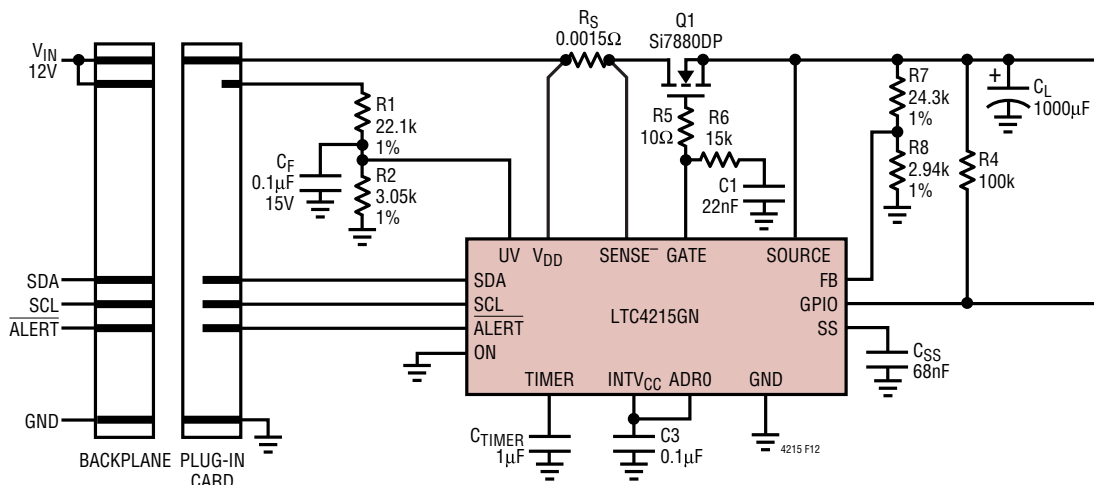 RS
0.0015Ω
Q1
Si7880DP
VIN
12V
R1
22.1k
1%
CF
0.1µF
15V
R2
3.05k
1%
R5
10Ω
R6
15k
C1
22nF
R7
24.3k
1%
R8
2.94k
1%
R4
100k
+
CL
1000µF
UV
VDD
SENSE–
GATE
SOURCE
SDA
SDA
FB
SCL
SCL
GPIO
ALERT
ALERT
SS
LTC4215GN
ON
CSS
68nF
TIMER
INTVCC
ADR0
GND
GND
CTIMER
1µF
C3
0.1µF
4215 F12
BACKPLANE
PLUG-IN
CARD